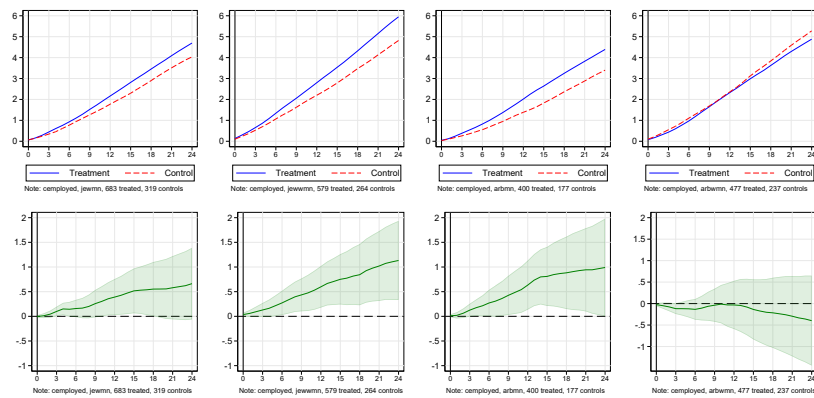 6
5
4
3
2
1
0
0 3 6 9 12 15 18 21 24
Treatment Control
Note: cemployed, jewmn, 683 treated, 319 controls
6
5
4
3
2
1
0
0 3 6 9 12 15 18 21 24
Treatment Control
Note: cemployed, jewwmn, 579 treated, 264 controls
6
5
4
3
2
1
0
0 3 6 9 12 15 18 21 24
Treatment Control
Note: cemployed, arbmn, 400 treated, 177 controls
6
5
4
3
2
1
0
0 3 6 9 12 15 18 21 24
Treatment Control
Note: cemployed, arbwmn, 477 treated, 237 controls
2
1.5
1
.5
0
-.5
-1
0 3 6 9 12 15 18 21 24
Note: cemployed, jewmn, 683 treated, 319 controls
2
1.5
1
.5
0
-.5
-1
0 3 6 9 12 15 18 21 24
Note: cemployed, jewwmn, 579 treated, 264 controls
2
1.5
1
.5
0
-.5
-1
0 3 6 9 12 15 18 21 24
Note: cemployed, arbmn, 400 treated, 177 controls
2
1.5
1
.5
0
-.5
-1
0 3 6 9 12 15 18 21 24
Note: cemployed, arbwmn, 477 treated, 237 controls